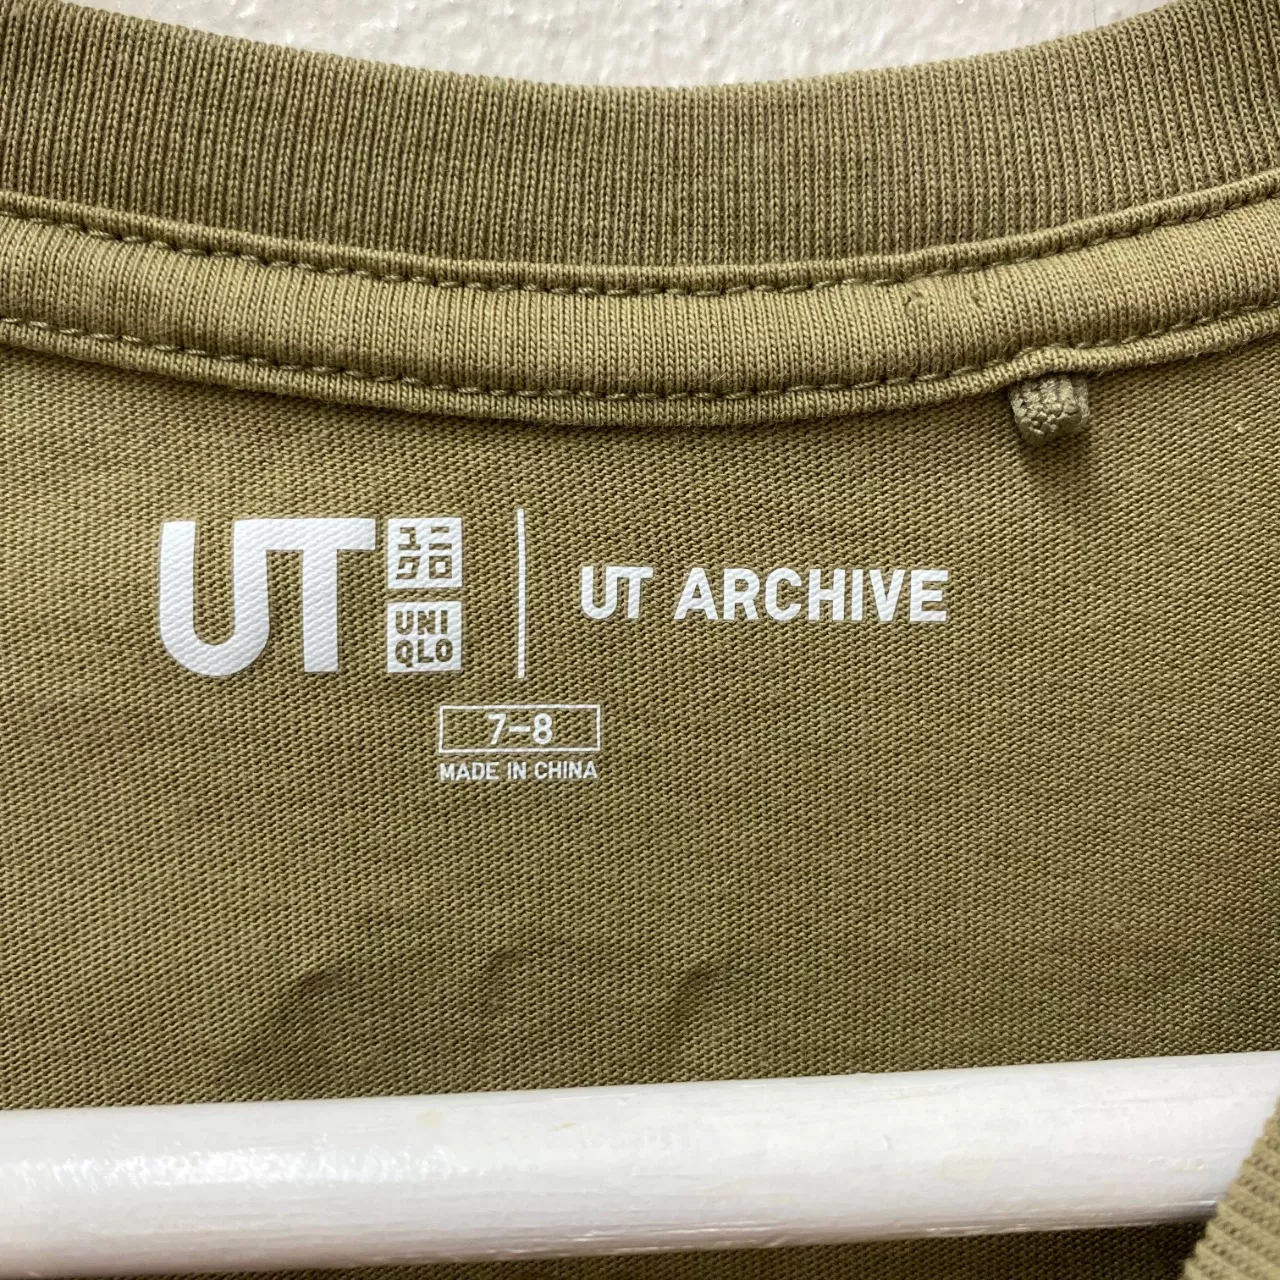 UT
ユニ
クロ
UNI
QLO
UT ARCHIVE
7-8
MADE IN CHINA